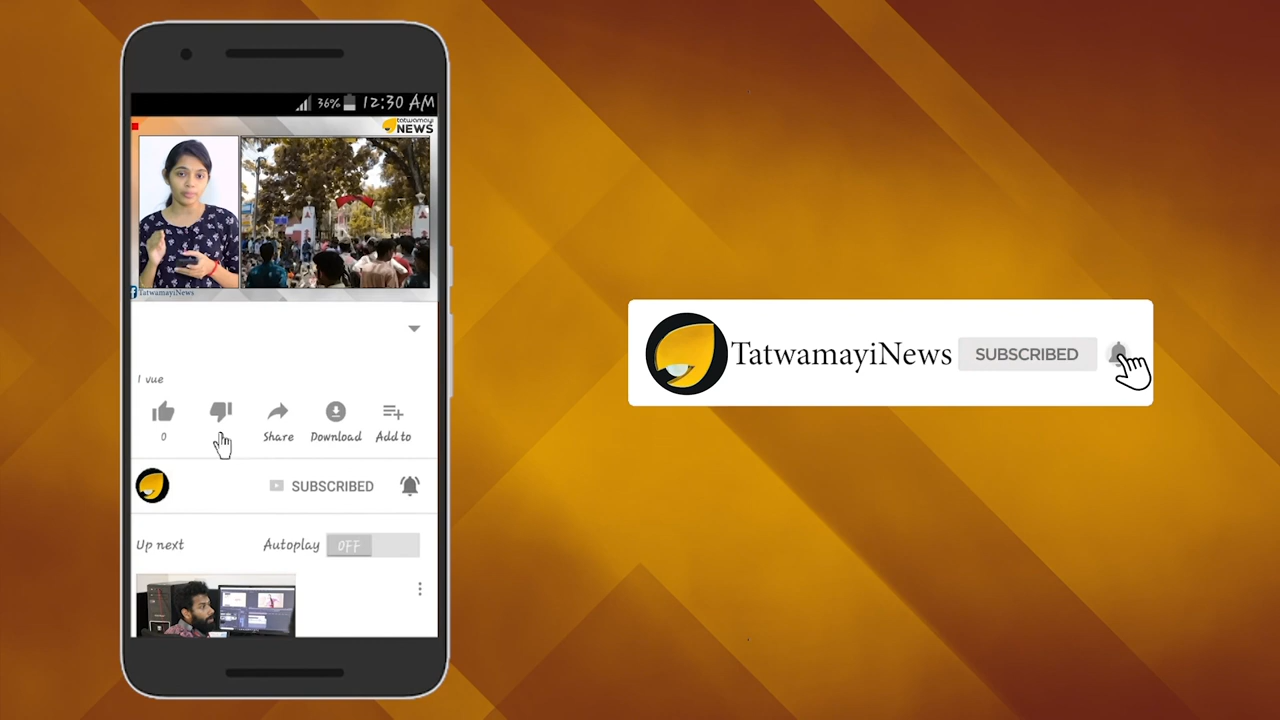 36% 12:30 AM
tatwamayi
NEWS
TatwamayiNews
1 vue
0 Share Download Add to
SUBSCRIBED
Up next Autoplay OFF
TatwamayiNews SUBSCRIBED